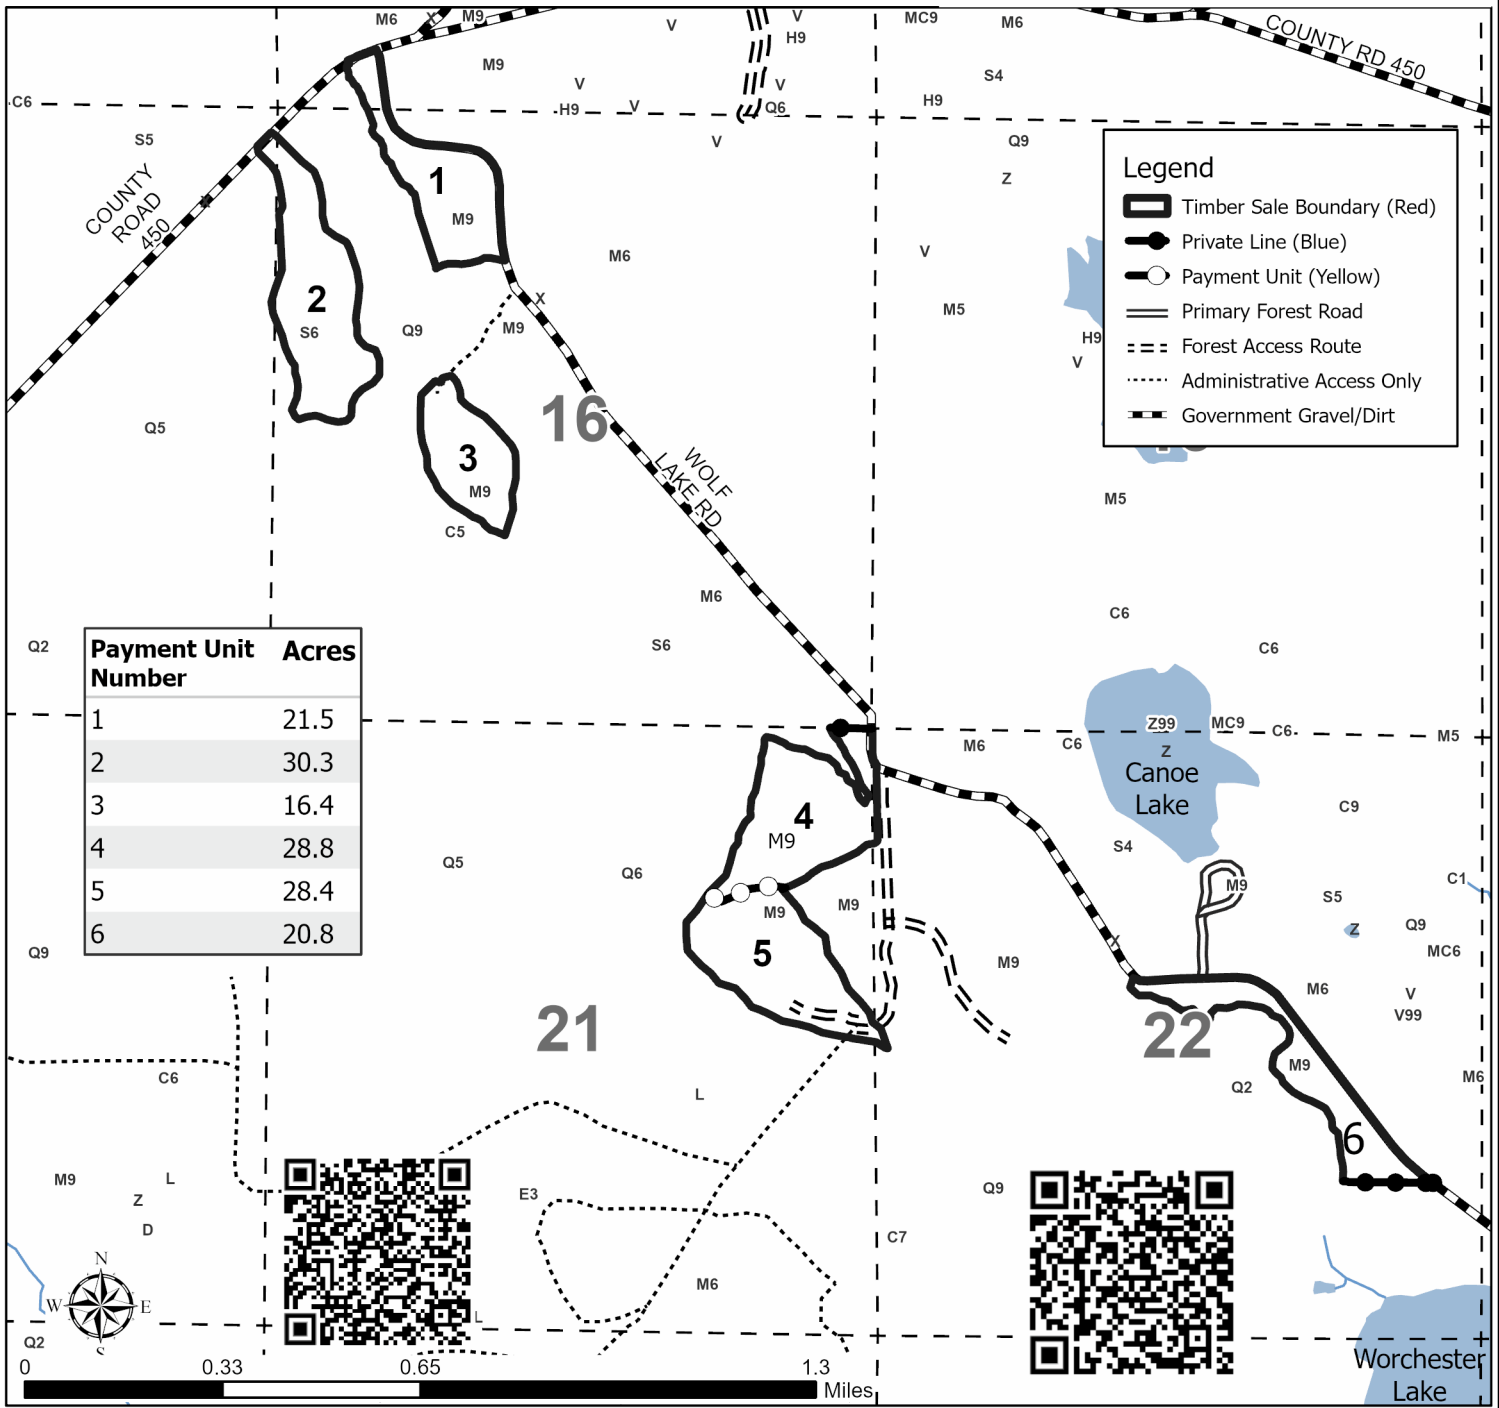 M6
X
M9
V
V
H9
MC9
M6
COUNTY RD 450
M9
V
V
S4
C6
H9
V
Q6
H9
S5
V
Q9
Z
COUNTY
ROAD
450
X
1
M9
M6
V
M5
H9
V
Legend
Timber Sale Boundary (Red)
Private Line (Blue)
Payment Unit (Yellow)
Primary Forest Road
Forest Access Route
Administrative Access Only
Government Gravel/Dirt
2
S6
Q9
X
M9
16
Q5
3
M9
C5
WOLF
LAKE RD
M5
M6
C6
Q2
S6
C6
Payment Unit Acres
Number
1 21.5
2 30.3
3 16.4
4 28.8
5 28.4
6 20.8
Z99
MC9
C6
M5
M6
C6
Z
Canoe
Lake
4
M9
C9
S4
Q5
Q6
M9
C1
M9
M9
S5
Q9
Z
X
MC6
Q9
5
M9
M6
V
V99
21
22
M9
C6
Q2
M6
L
6
M9
L
Z
D
E3
Q9
C7
M6
N
W
E
S
L
Q2
0 0.33 0.65 1.3
Miles
Worchester
Lake